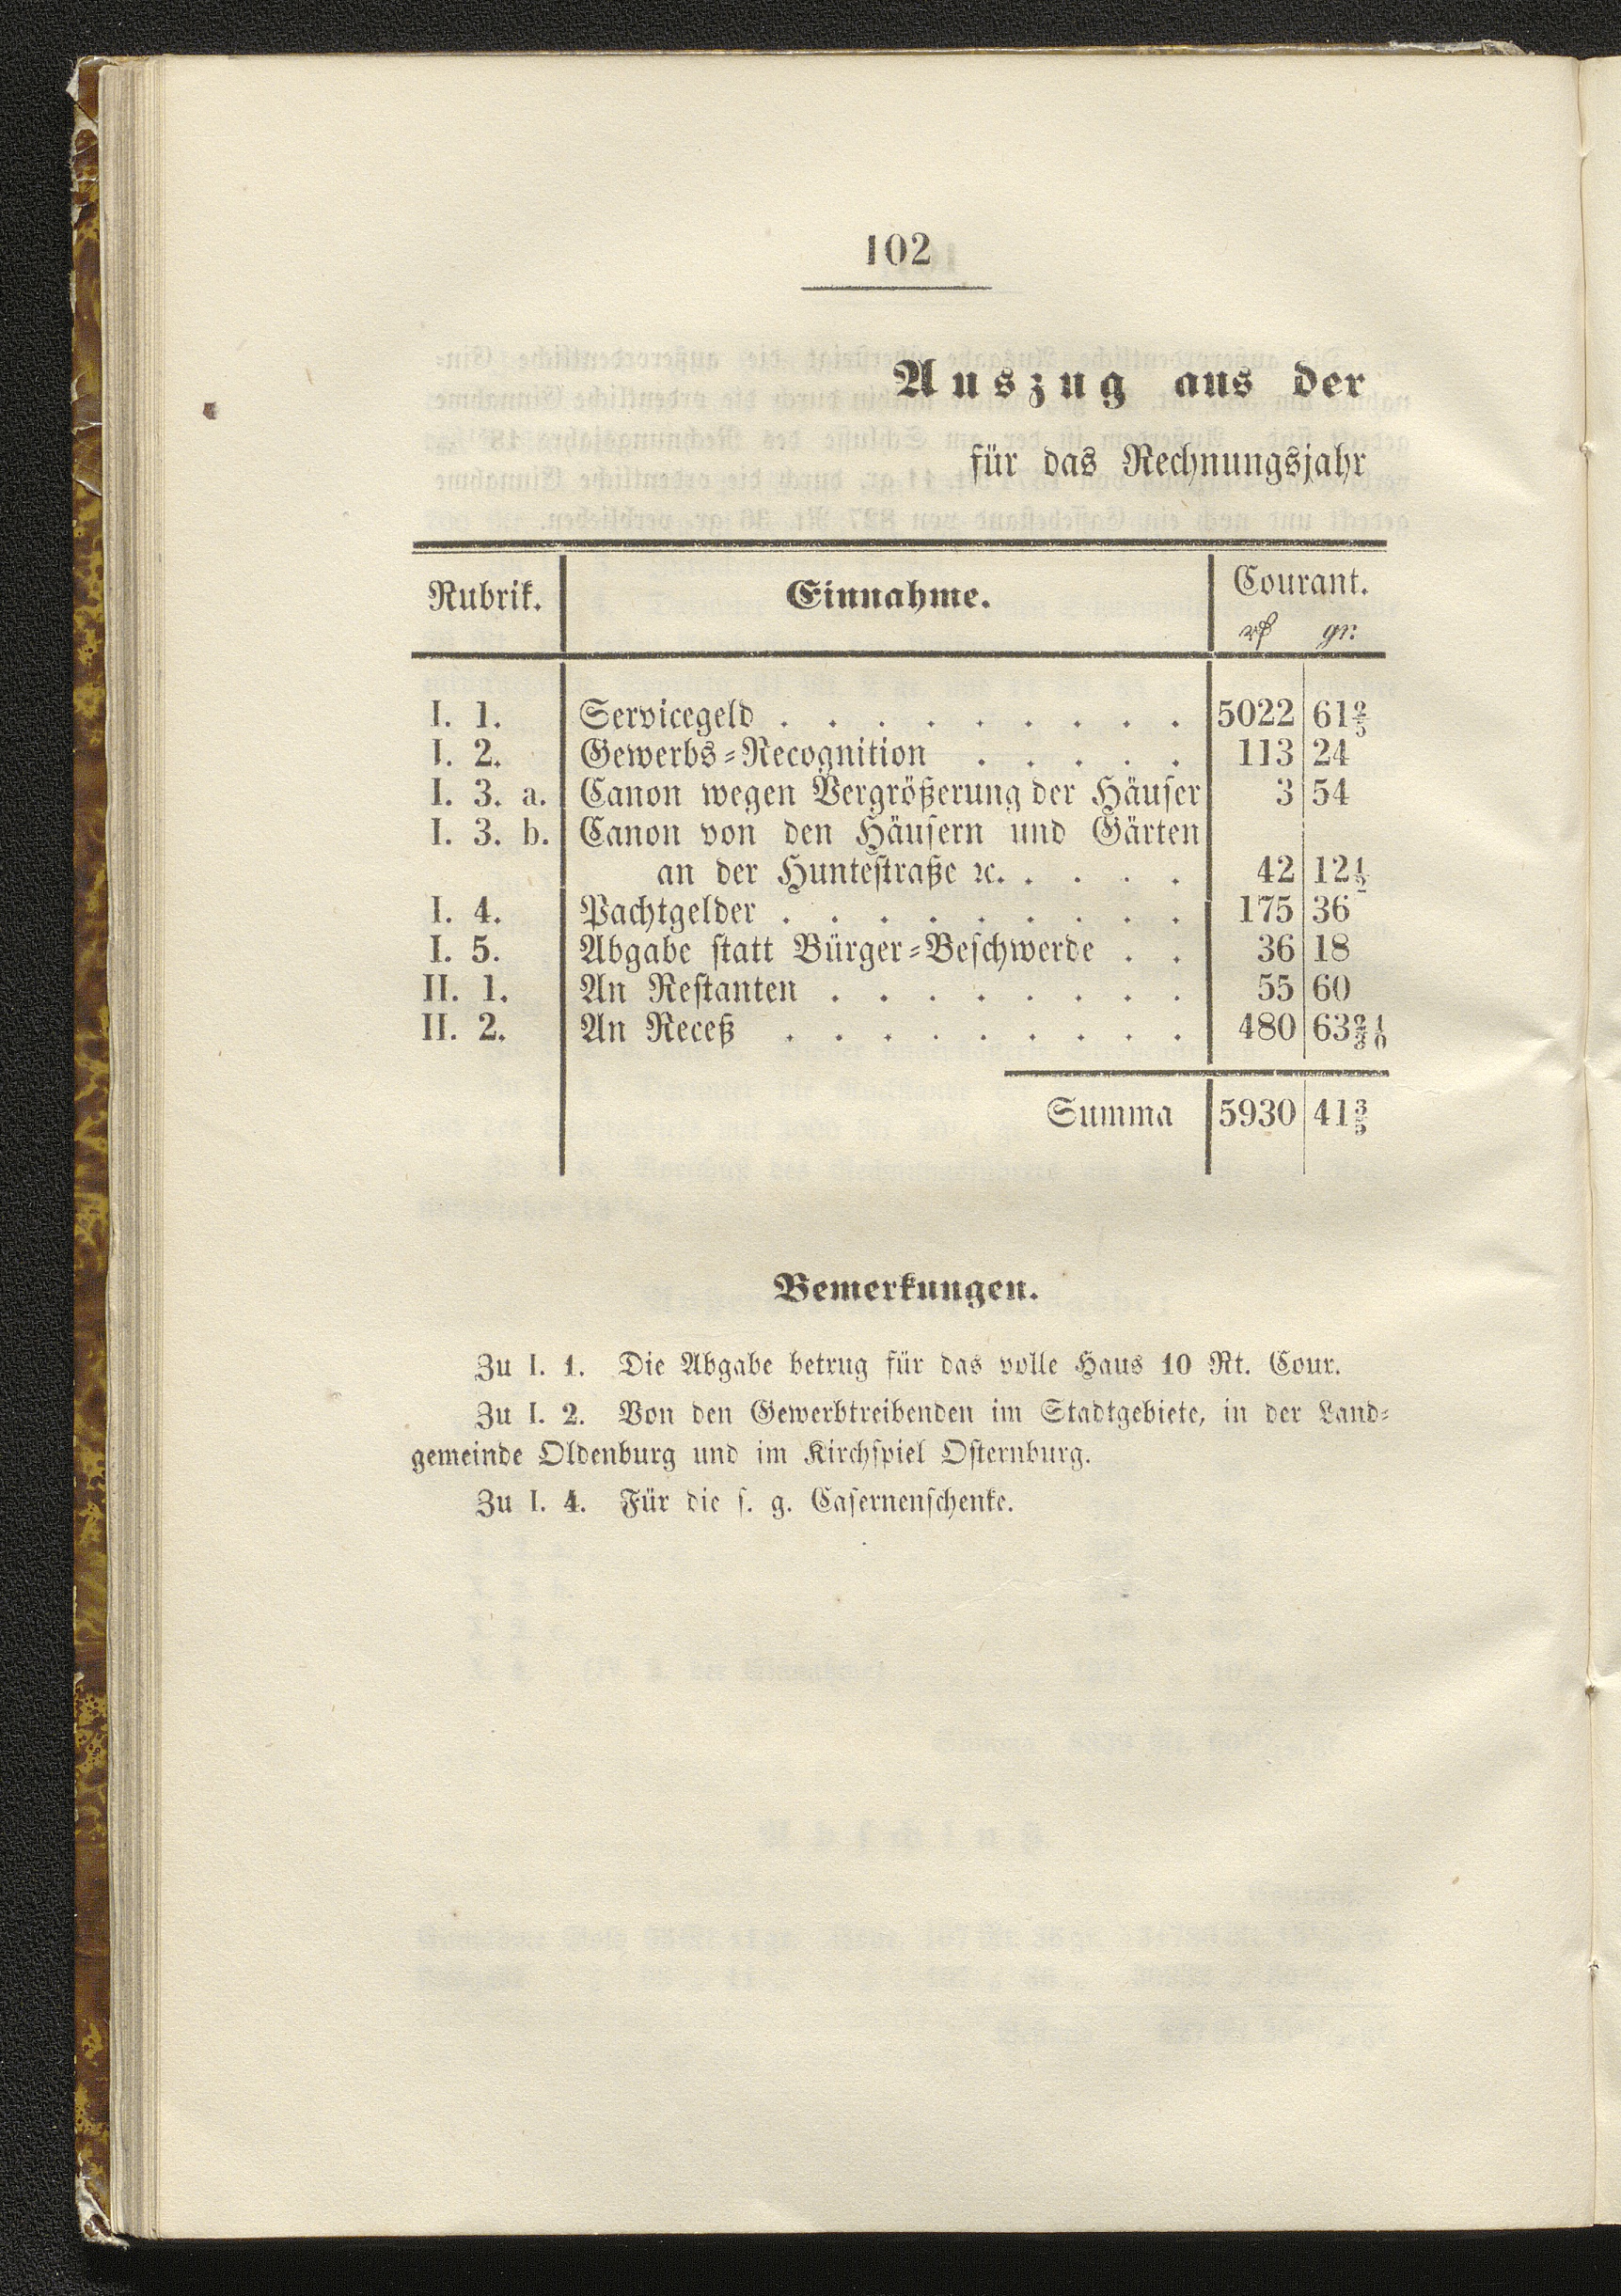 102
Auszug aus der
für das Rechnungsjahr
Rubrik. Einnahme. Courant.
gr.
I. 1. Servicegeld . . . . . . . . . 5022 61⅖
I. 2. Gewerbs=Recognition . . . . . 113 24
I. 3. a. Canon wegen Vergrößerung der Häuser 3 54
I. 3. b. Canon von den Häusern und Gärten
an der Huntestraße ꝛc. . . . . 42 12½
I. 4. Pachtgelder . . . . . . . . . 175 36
I. 5. Abgabe statt Bürger=Beschwerde . . 36 18
II. 1. An Restanten . . . . . . . . 55 60
II. 2. An Receß . . . . . . . . . 480 63
Summa 5930 41⅗
Bemerkungen.
Zu I. 1. Die Abgabe betrug für das volle Haus 10 Rt. Cour.
Zu I. 2. Von den Gewerbtreibenden im Stadtgebiete, in der Land=
gemeinde Oldenburg und im Kirchspiel Osternburg.
Zu I. 4. Für die s. g. Casernenschenke.